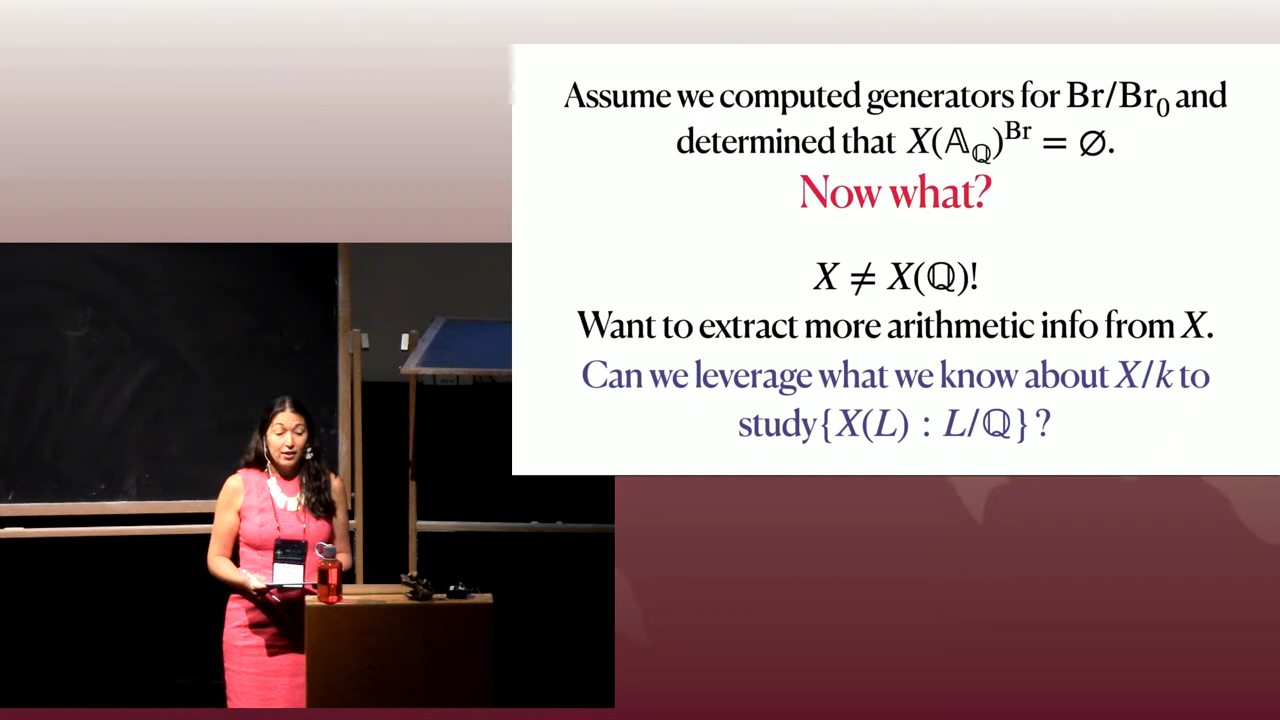 Assume we computed generators for Br/Br₀ and
determined that X(𝔸_ℚ)^Br = ∅.
Now what?
X ≠ X(ℚ)!
Want to extract more arithmetic info from X.
Can we leverage what we know about X/k to
study{X(L) : L/ℚ}?